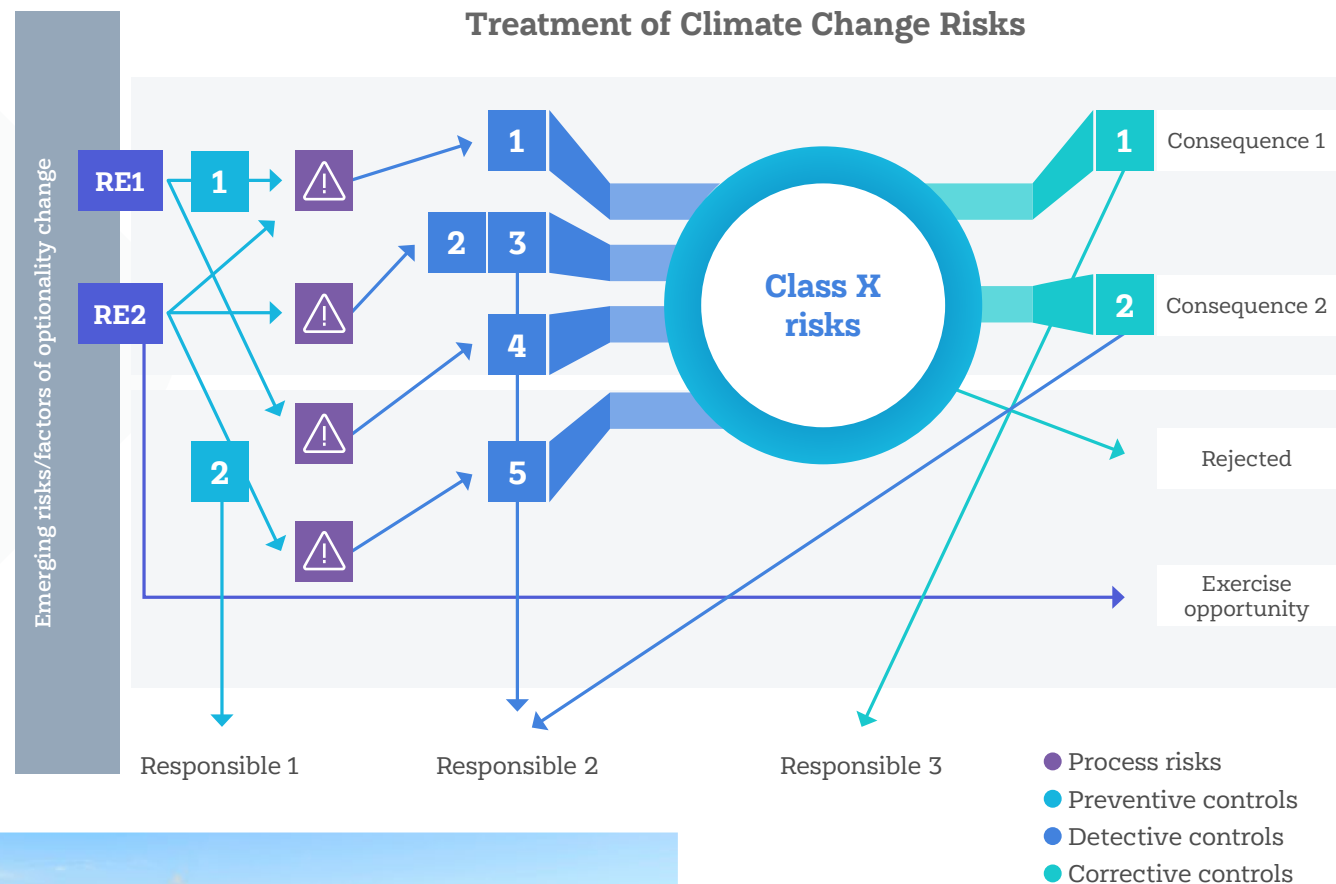 Treatment of Climate Change Risks
Emerging risks/factors of optionality change
RE1
RE2
1
2
1
2 3
4
5
Class X
risks
1
Consequence 1
2
Consequence 2
Rejected
Exercise
opportunity
Responsible 1
Responsible 2
Responsible 3
Process risks
Preventive controls
Detective controls
Corrective controls